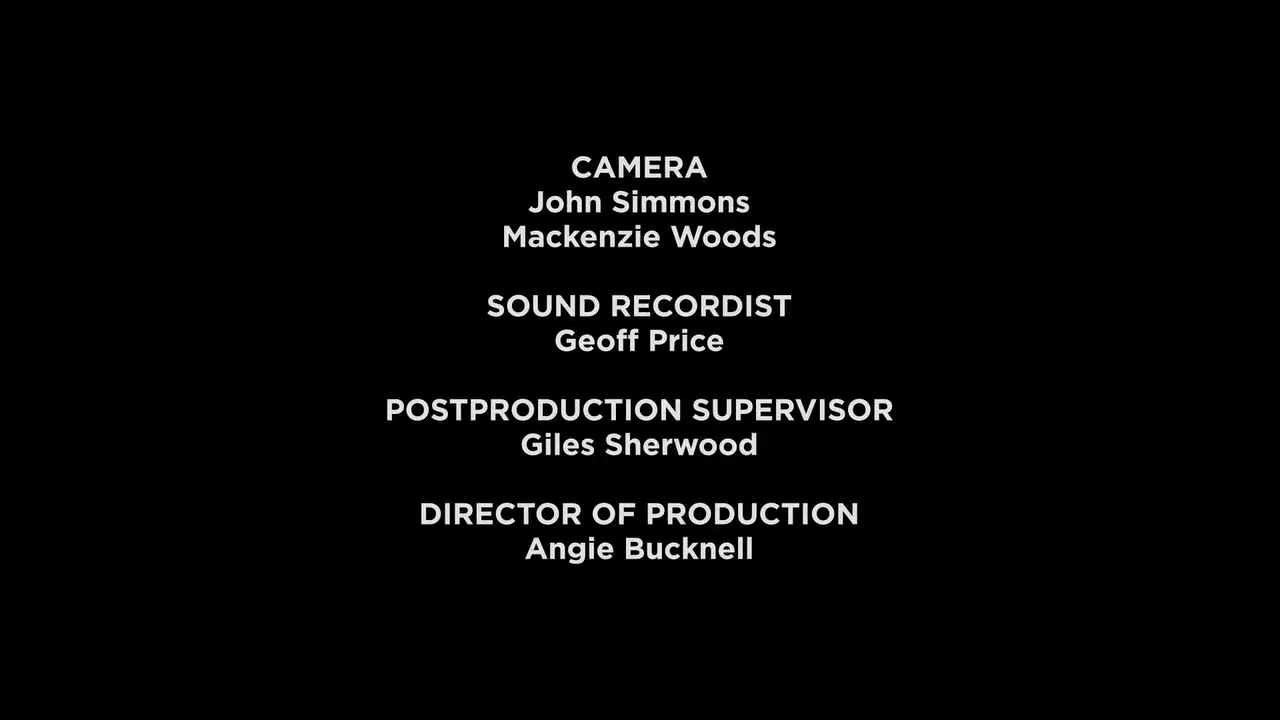 CAMERA
John Simmons
Mackenzie Woods
SOUND RECORDIST
Geoff Price
POSTPRODUCTION SUPERVISOR
Giles Sherwood
DIRECTOR OF PRODUCTION
Angie Bucknell